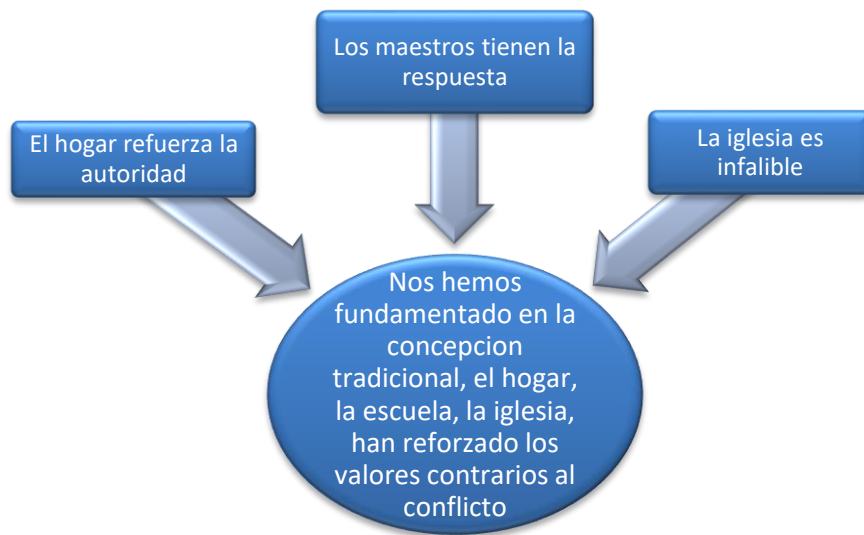 Los maestros tienen la
respuesta
El hogar refuerza la
autoridad
La iglesia es
infalible
Nos hemos
fundamentado en la
concepcion
tradicional, el hogar,
la escuela, la iglesia,
han reforzado los
valores contrarios al
conflicto